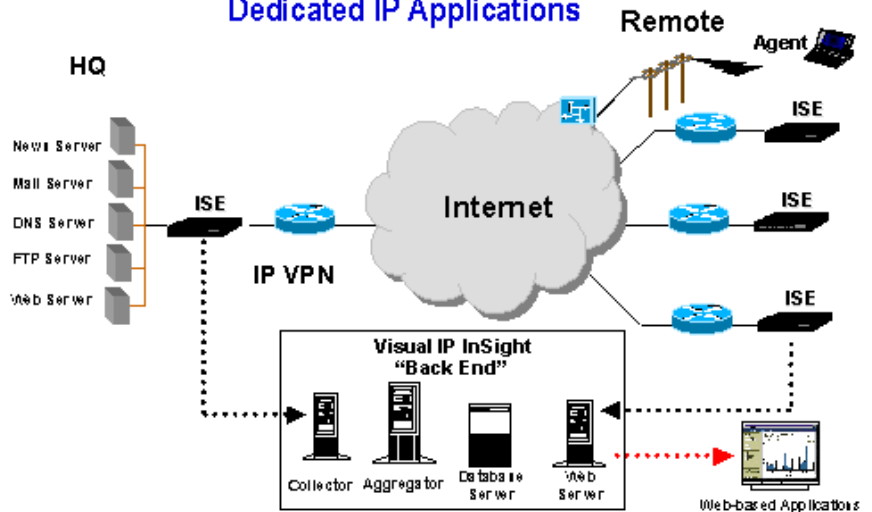 Dedicated IP Applications
Remote
Agent
HQ
ISE
News Server
Mail Server
ISE
ISE
DNS Server
Internet
FTP Server
IP VPN
Web Server
ISE
Visual IP InSight
“Back End”
Collector
Aggregator
Database
Server
Web
Server
Web-based Applications